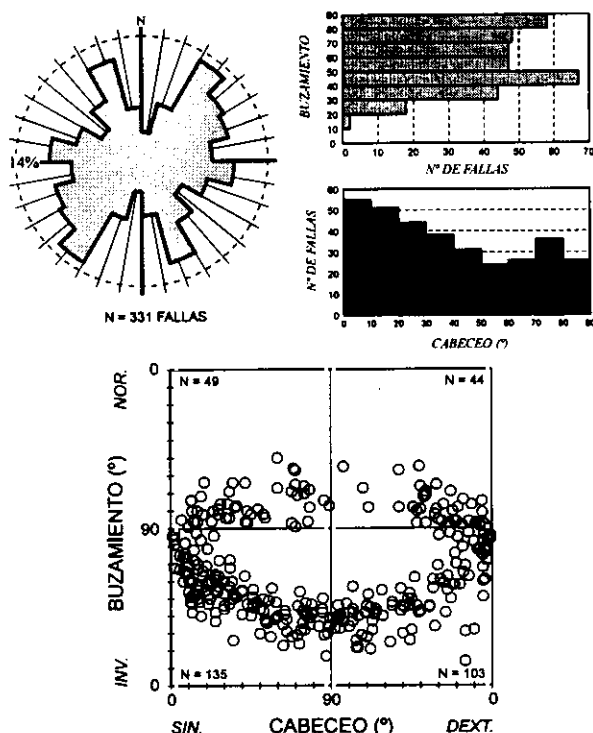 N
14%
N = 331 FALLAS
BUZAMIENTO
90
80
70
60
50
40
30
20
10
0
0 10 20 30 40 50 60 70
Nº DE FALLAS
Nº DE FALLAS
60
50
40
30
20
10
0
0 10 20 30 40 50 60 70 80 90
CABECEO (º)
BUZAMIENTO (º)
NOR.
INV.
0
90
0
N = 49
N = 44
N = 135
N = 103
0 90 0
SIN. CABECEO (º) DEXT.